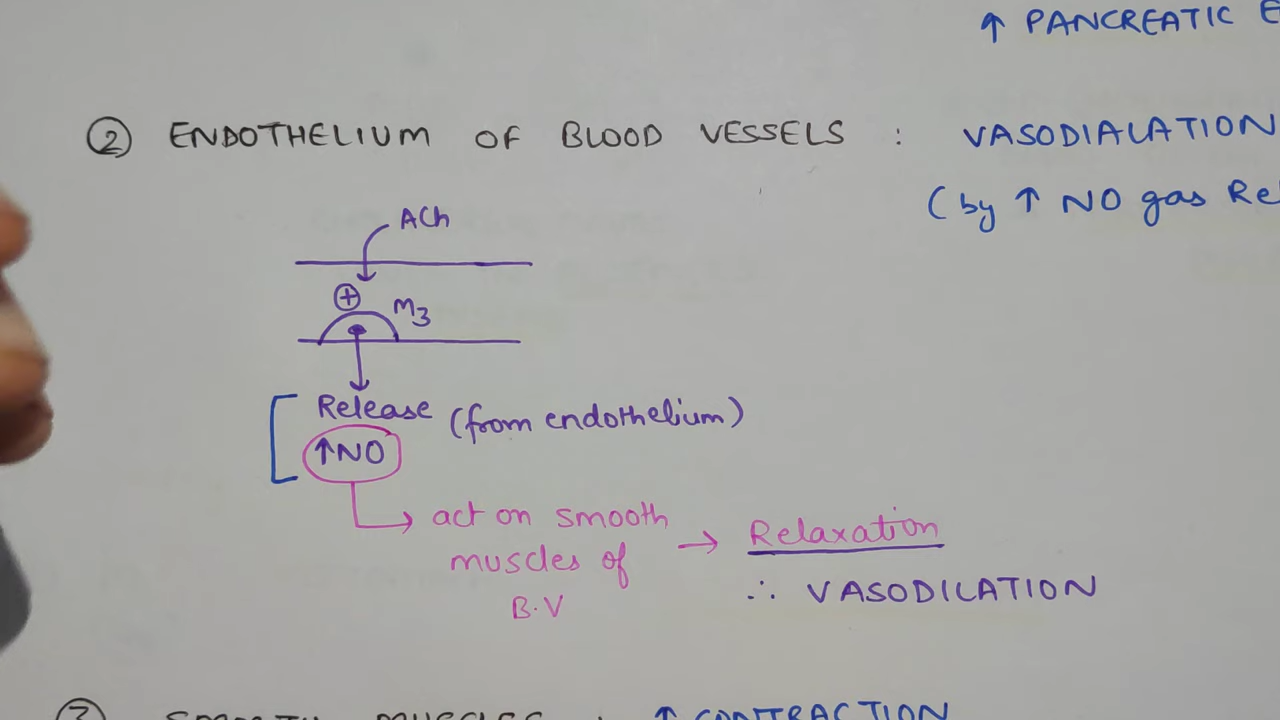 ↑ PANCREATIC
② ENDOTHELIUM OF BLOOD VESSELS : VASODIALATION
(by ↑ NO gas
ACh
⊕ M3
Release (from endothelium)
↑NO
→ act on smooth
muscles of → Relaxation
B.V
∴ VASODILATION
↑ CONTRACTION